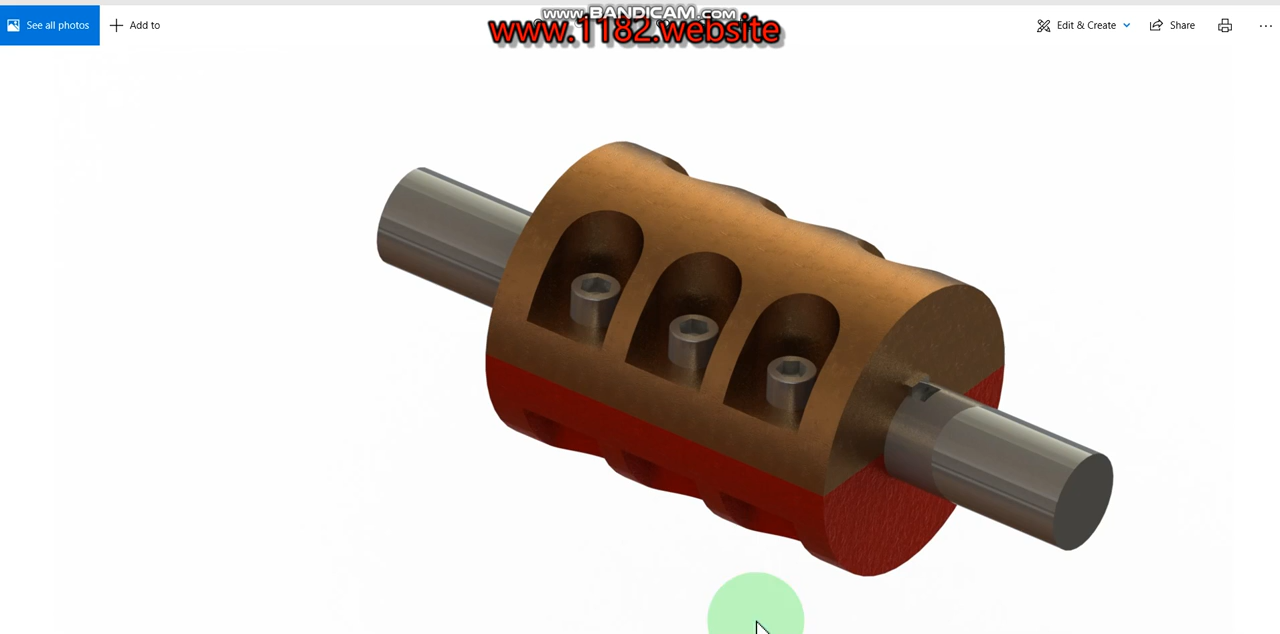 www.BANDICAM.com
See all photos
Add to
www.1182.website
Edit & Create
Share